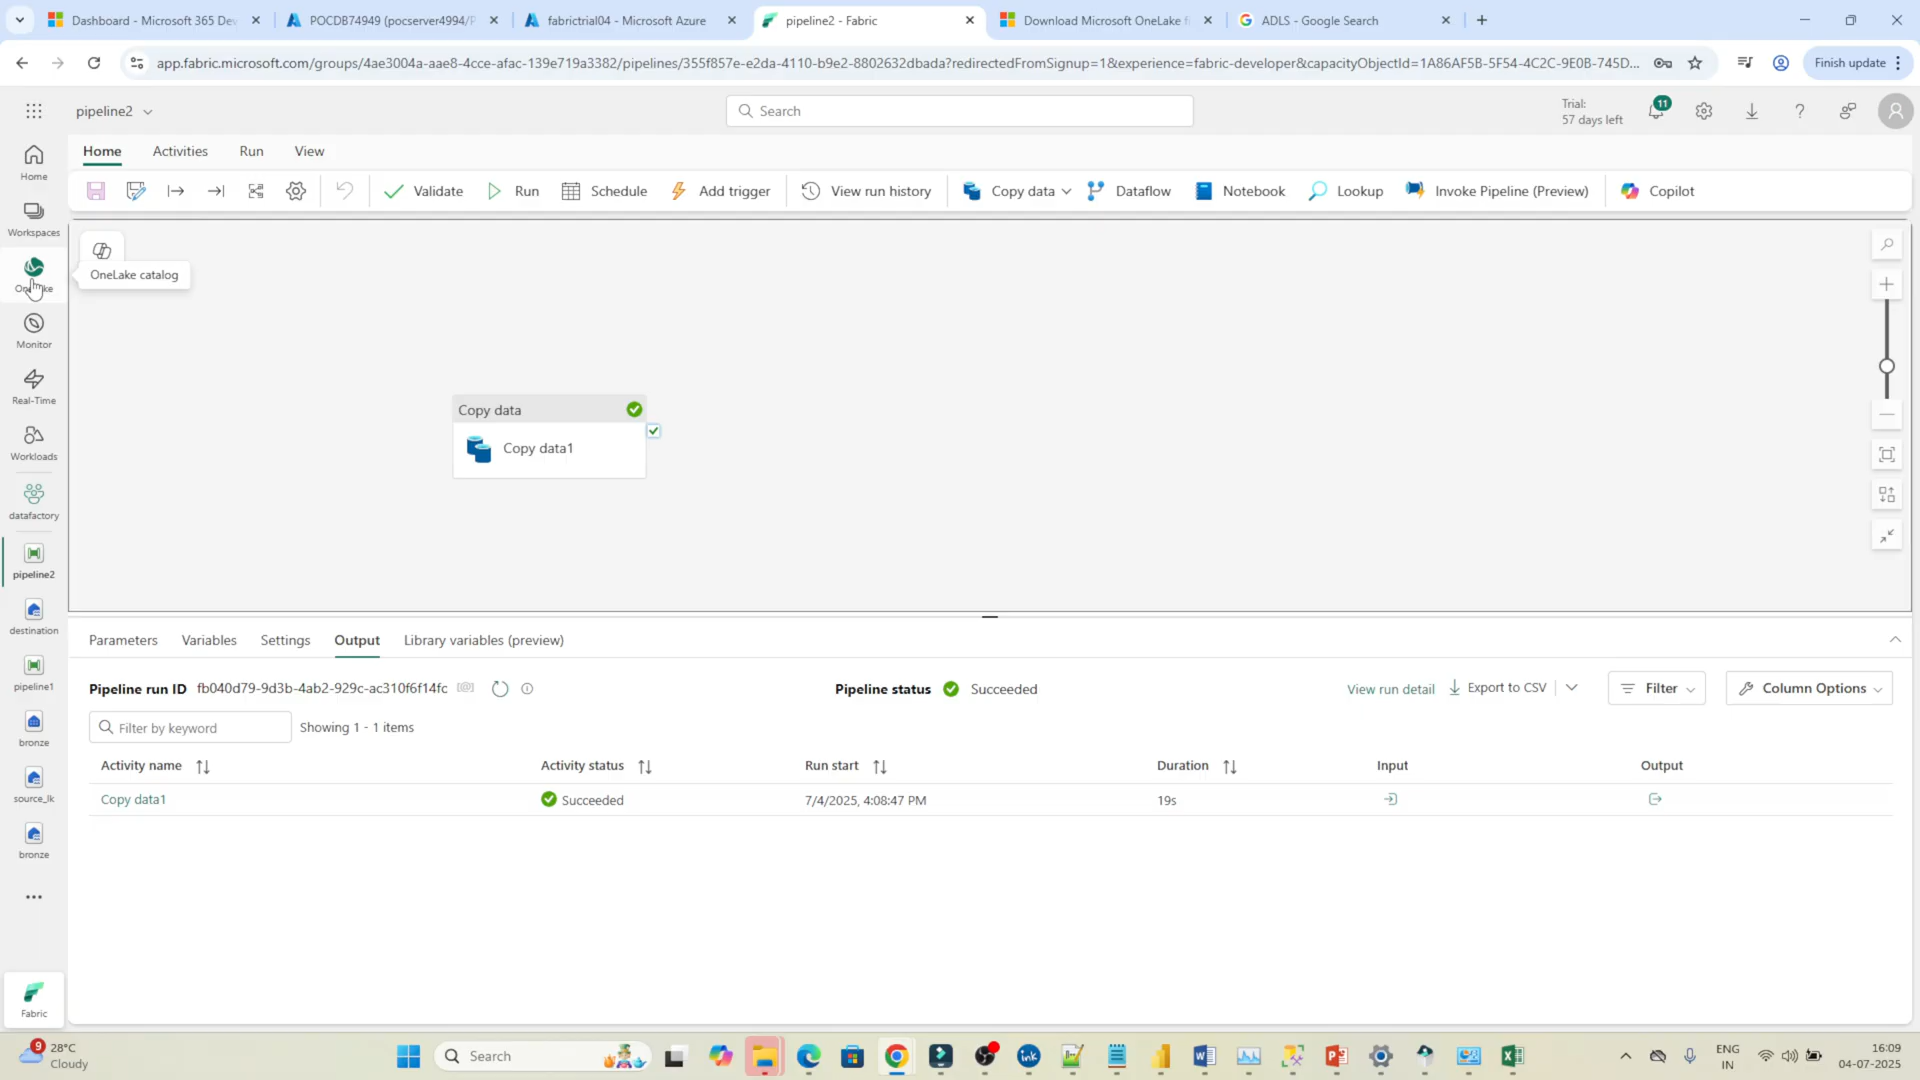 Dashboard - Microsoft 365 Dev
POCDB74949 (pocserver4994/P
fabrictrial04 - Microsoft Azure
pipeline2 - Fabric
Download Microsoft OneLake f
ADLS - Google Search
app.fabric.microsoft.com/groups/4ae3004a-aae8-4cce-afac-139e719a3382/pipelines/355f857e-e2da-4110-b9e2-8802632dbada?redirectedFromSignup=1&experience=fabric-developer&capacityObjectId=1A86AF5B-5F54-4C2C-9E0B-745D...
Finish update
pipeline2
Search
Trial:
57 days left
11
Home
Activities
Run
View
Validate
Run
Schedule
Add trigger
View run history
Copy data
Dataflow
Notebook
Lookup
Invoke Pipeline (Preview)
Copilot
Home
Workspaces
OneLake
Monitor
Real-Time
Workloads
datafactory
pipeline2
destination
pipeline1
bronze
source_lk
bronze
Fabric
OneLake catalog
Copy data
Copy data1
Parameters
Variables
Settings
Output
Library variables (preview)
Pipeline run ID fb040d79-9d3b-4ab2-929c-ac310f6f14fc
Pipeline status
Succeeded
View run detail
Export to CSV
Filter
Column Options
Filter by keyword
Showing 1 - 1 items
Activity name
Activity status
Run start
Duration
Input
Output
Copy data1
Succeeded
7/4/2025, 4:08:47 PM
19s
9
28°C
Cloudy
Search
ink
ENG
IN
16:09
04-07-2025